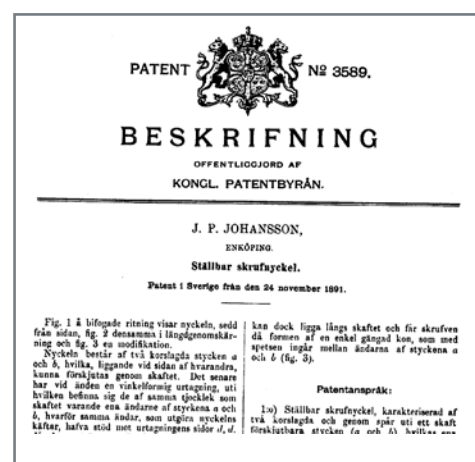 PATENT № 3589.
BESKRIFNING
OFFENTLIGGJORD AF
KONGL. PATENTBYRÅN.
J. P. JOHANSSON,
ENKÖPING.
Ställbar skrufnyckel.
Patent i Sverige från den 24 november 1891.
Fig. 1 å bifogade ritning visar nyckeln, sedd
från sidan, fig. 2 densamma i längdgenomskär-
ning och fig. 3 en modifikation.
Nyckeln består af två korslagda stycken a
och b, hvilka, liggande vid sidan af hvarandra,
kunna förskjutas genom skaftet. Det senare
har vid änden en vinkelformig urtagning, uti
hvilken befinna sig de af samma tjocklek som
skaftet varande ena ändarne af styckena a och
b, hvarför samma ändar, som utgöra nyckelns
käftar, hafva stöd mot urtagningens sidor d, d.
kan dock ligga längs skaftet och får skrufven
då formen af en enkel gängad kon, som med
spetsen ingår mellan ändarna af styckena a
och b (fig. 3).
Patentanspråk:
1:o) Ställbar skrufnyckel, karakteriserad af
två korslagda och genom spår uti ett skaft
förskjutbara stycken (a och b), hvilkas ena